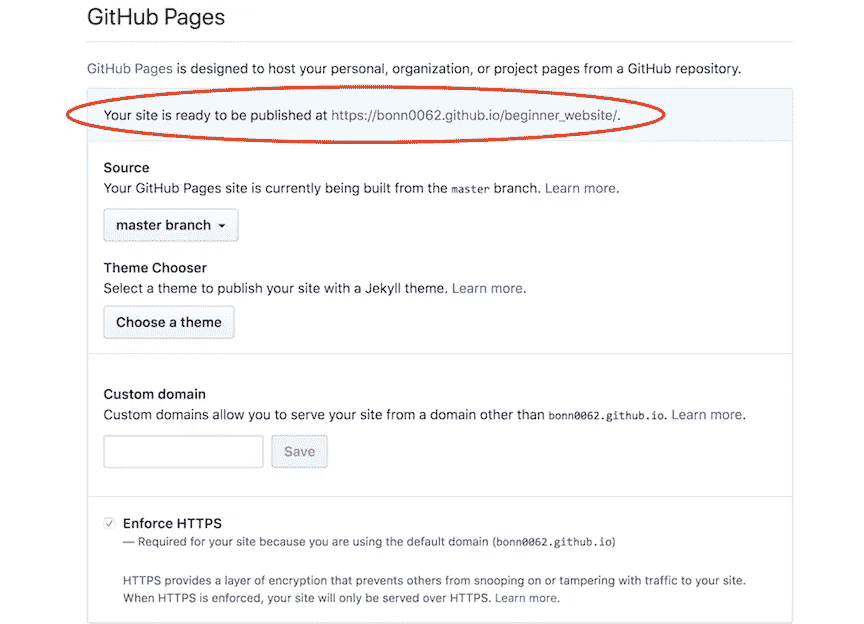 GitHub Pages
GitHub Pages is designed to host your personal, organization, or project pages from a GitHub repository.
Your site is ready to be published at https://bonn0062.github.io/beginner_website/.
Source
Your GitHub Pages site is currently being built from the master branch. Learn more.
master branch
Theme Chooser
Select a theme to publish your site with a Jekyll theme. Learn more.
Choose a theme
Custom domain
Custom domains allow you to serve your site from a domain other than bonn0062.github.io. Learn more.
Save
Enforce HTTPS
— Required for your site because you are using the default domain (bonn0062.github.io)
HTTPS provides a layer of encryption that prevents others from snooping on or tampering with traffic to your site.
When HTTPS is enforced, your site will only be served over HTTPS. Learn more.